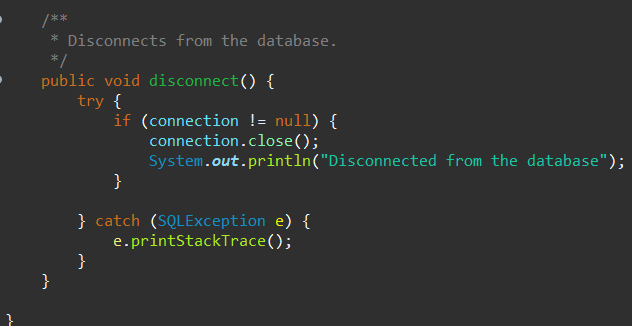 /**
 * Disconnects from the database.
 */
public void disconnect() {
    try {
        if (connection != null) {
            connection.close();
            System.out.println("Disconnected from the database");
        }

    } catch (SQLException e) {
        e.printStackTrace();
    }
}

}